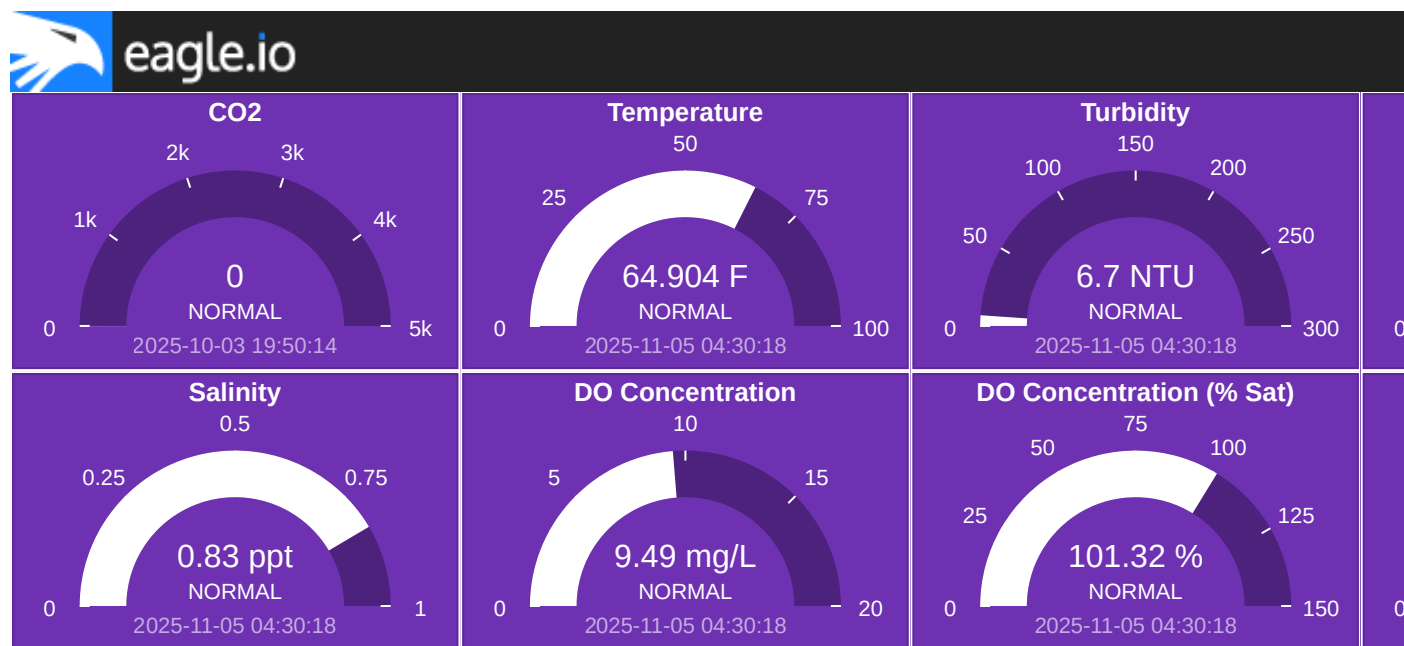 eagle.io
CO2
0
1k
2k
3k
4k
5k
0
NORMAL
2025-10-03 19:50:14
Temperature
0
25
50
75
100
64.904 F
NORMAL
2025-11-05 04:30:18
Turbidity
0
50
100
150
200
250
300
6.7 NTU
NORMAL
2025-11-05 04:30:18
0
Salinity
0
0.25
0.5
0.75
1
0.83 ppt
NORMAL
2025-11-05 04:30:18
DO Concentration
0
5
10
15
20
9.49 mg/L
NORMAL
2025-11-05 04:30:18
DO Concentration (% Sat)
0
25
50
75
100
125
150
101.32 %
NORMAL
2025-11-05 04:30:18
0